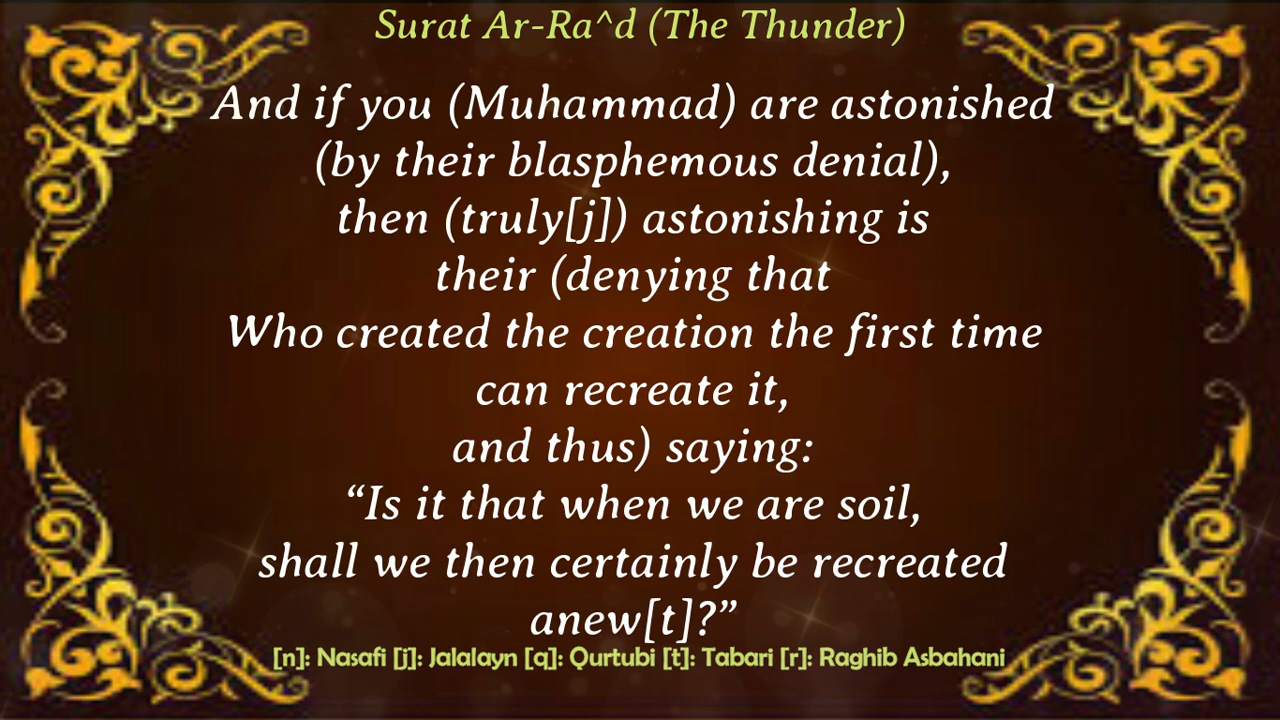 Surat Ar-Ra^d (The Thunder)
And if you (Muhammad) are astonished
(by their blasphemous denial),
then (truly[j]) astonishing is
their (denying that
Who created the creation the first time
can recreate it,
and thus) saying:
“Is it that when we are soil,
shall we then certainly be recreated
anew[t]?”
[n]: Nasafi [j]: Jalalayn [q]: Qurtubi [t]: Tabari [r]: Raghib Asbahani